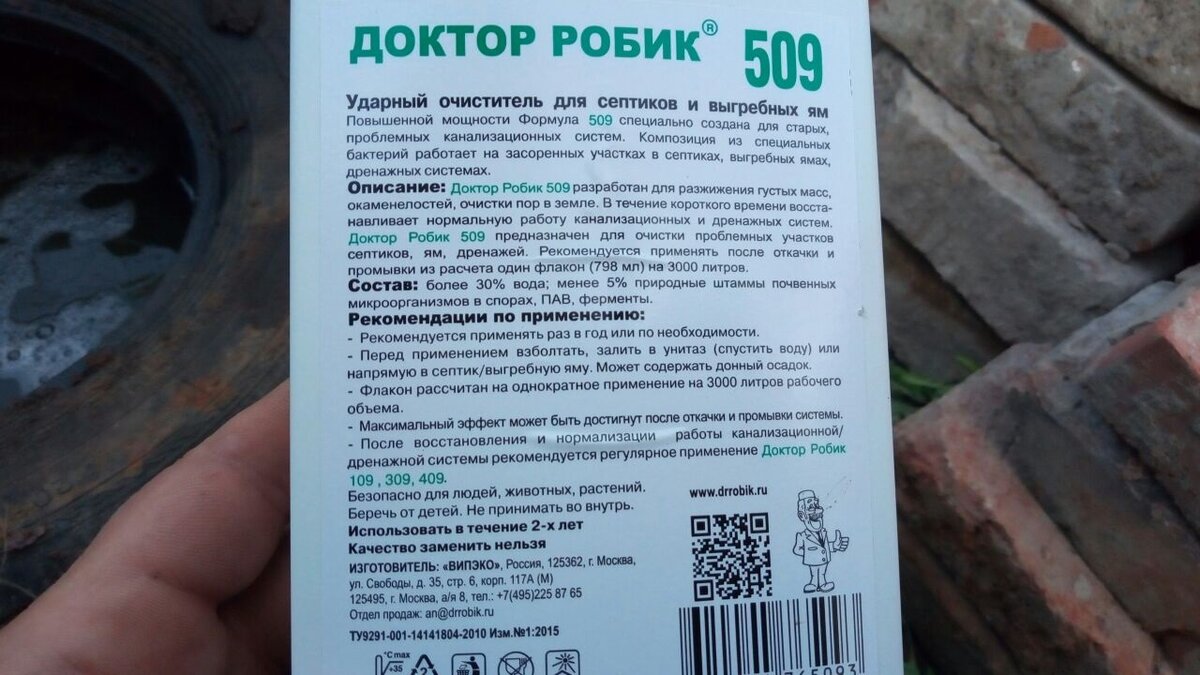 ДОКТОР РОБИК® 509
Ударный очиститель для септиков и выгребных ям
Повышенной мощности Формула 509 специально создана для старых,
проблемных канализационных систем. Композиция из специальных
бактерий работает на засоренных участках в септиках, выгребных ямах,
дренажных системах.
Описание: Доктор Робик 509 разработан для разжижения густых масс,
окаменелостей, очистки пор в земле. В течение короткого времени восста-
навливает нормальную работу канализационных и дренажных систем.
Доктор Робик 509 предназначен для очистки проблемных участков
септиков, ям, дренажей. Рекомендуется применять после откачки и
промывки из расчета один флакон (798 мл) на 3000 литров.
Состав: более 30% вода; менее 5% природные штаммы почвенных
микроорганизмов в спорах, ПАВ, ферменты.
Рекомендации по применению:
- Рекомендуется применять раз в год или по необходимости.
- Перед применением взболтать, залить в унитаз (спустить воду) или
напрямую в септик/выгребную яму. Может содержать донный осадок.
- Флакон рассчитан на однократное применение на 3000 литров рабочего
объема.
- Максимальный эффект может быть достигнут после откачки и промывки системы.
- После восстановления и нормализации работы канализационной/
дренажной системы рекомендуется регулярное применение Доктор Робик
109 , 309, 409.
Безопасно для людей, животных, растений.
Беречь от детей. Не принимать во внутрь.
Использовать в течение 2-х лет
Качество заменить нельзя
ИЗГОТОВИТЕЛЬ: «ВИПЭКО», Россия, 125362, г. Москва,
ул. Свободы, д. 35, стр. 6, корп. 117А (М)
125495, г. Москва, а/я 8, тел.: +7(495)225 87 65
Отдел продаж: an@drrobik.ru
ТУ9291-001-14141804-2010 Изм.№1:2015
www.drrobik.ru
°C max
+35
2